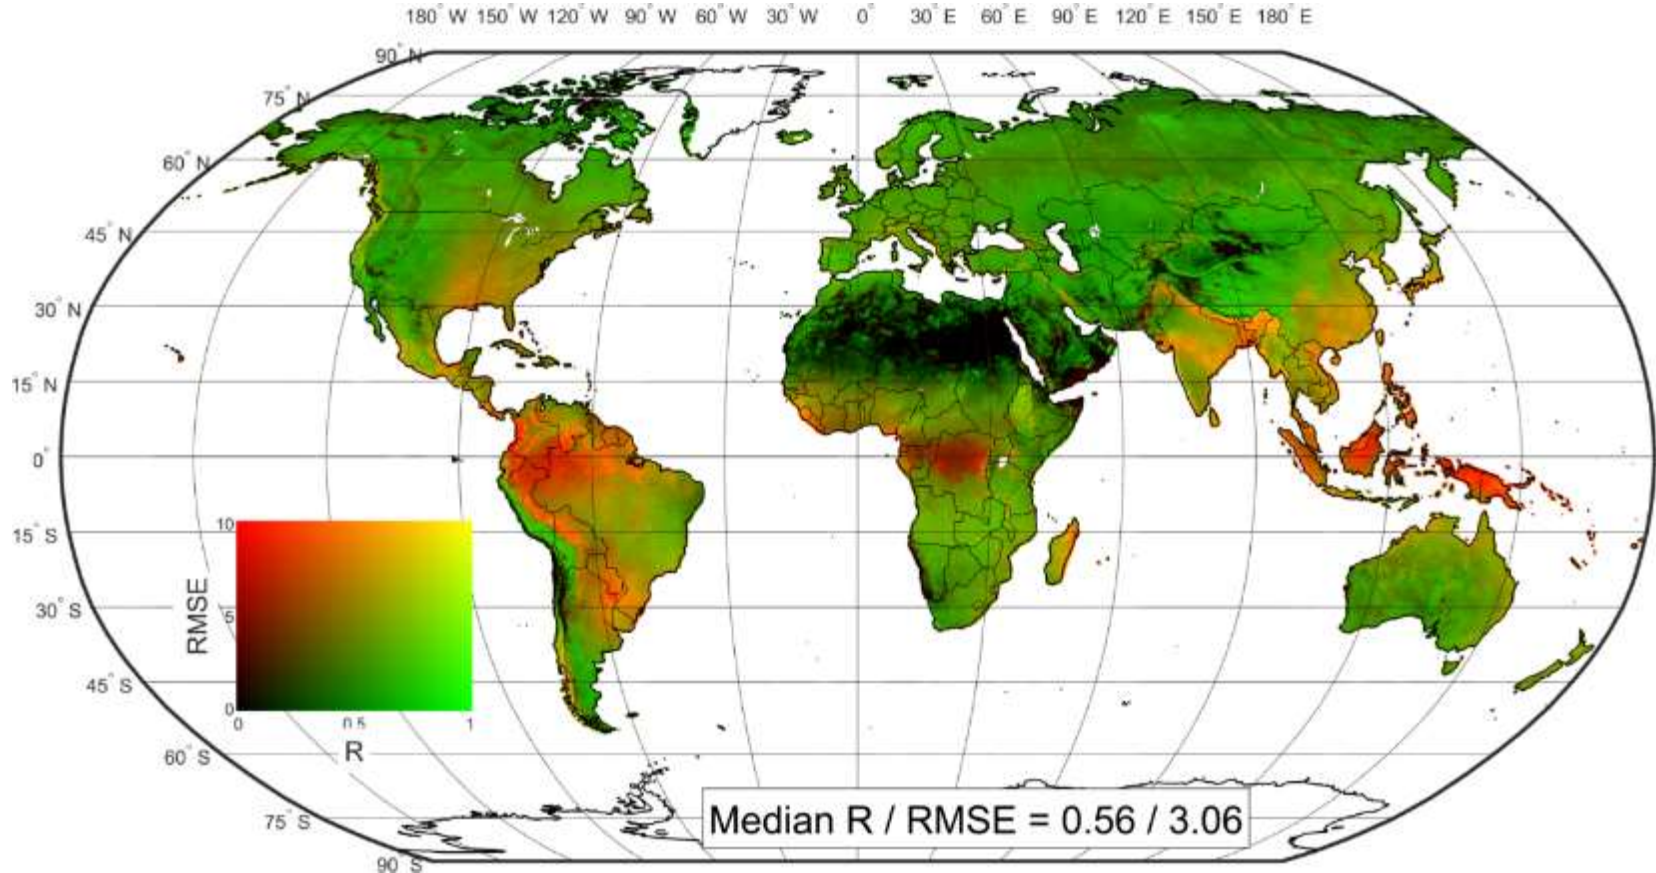 180° W 150° W 120° W 90° W 60° W 30° W 0° 30° E 60° E 90° E 120° E 150° E 180° E
90° N
75° N
60° N
45° N
30° N
15° N
0°
15° S
30° S
45° S
60° S
75° S
90° S
10
5
0
RMSE
0 0.5 1
R
Median R / RMSE = 0.56 / 3.06